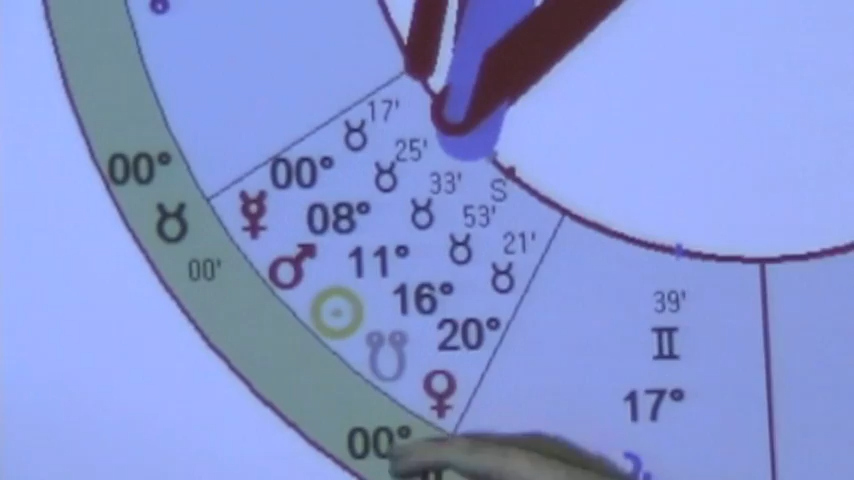 00° ♉ 00'
☿ 00° ♉ 17'
♂ 08° ♉ 25'
☉ 11° ♉ 33'
☋ 16° ♉ 53' S
♀ 20° ♉ 21'
39'
♊
17°
00°